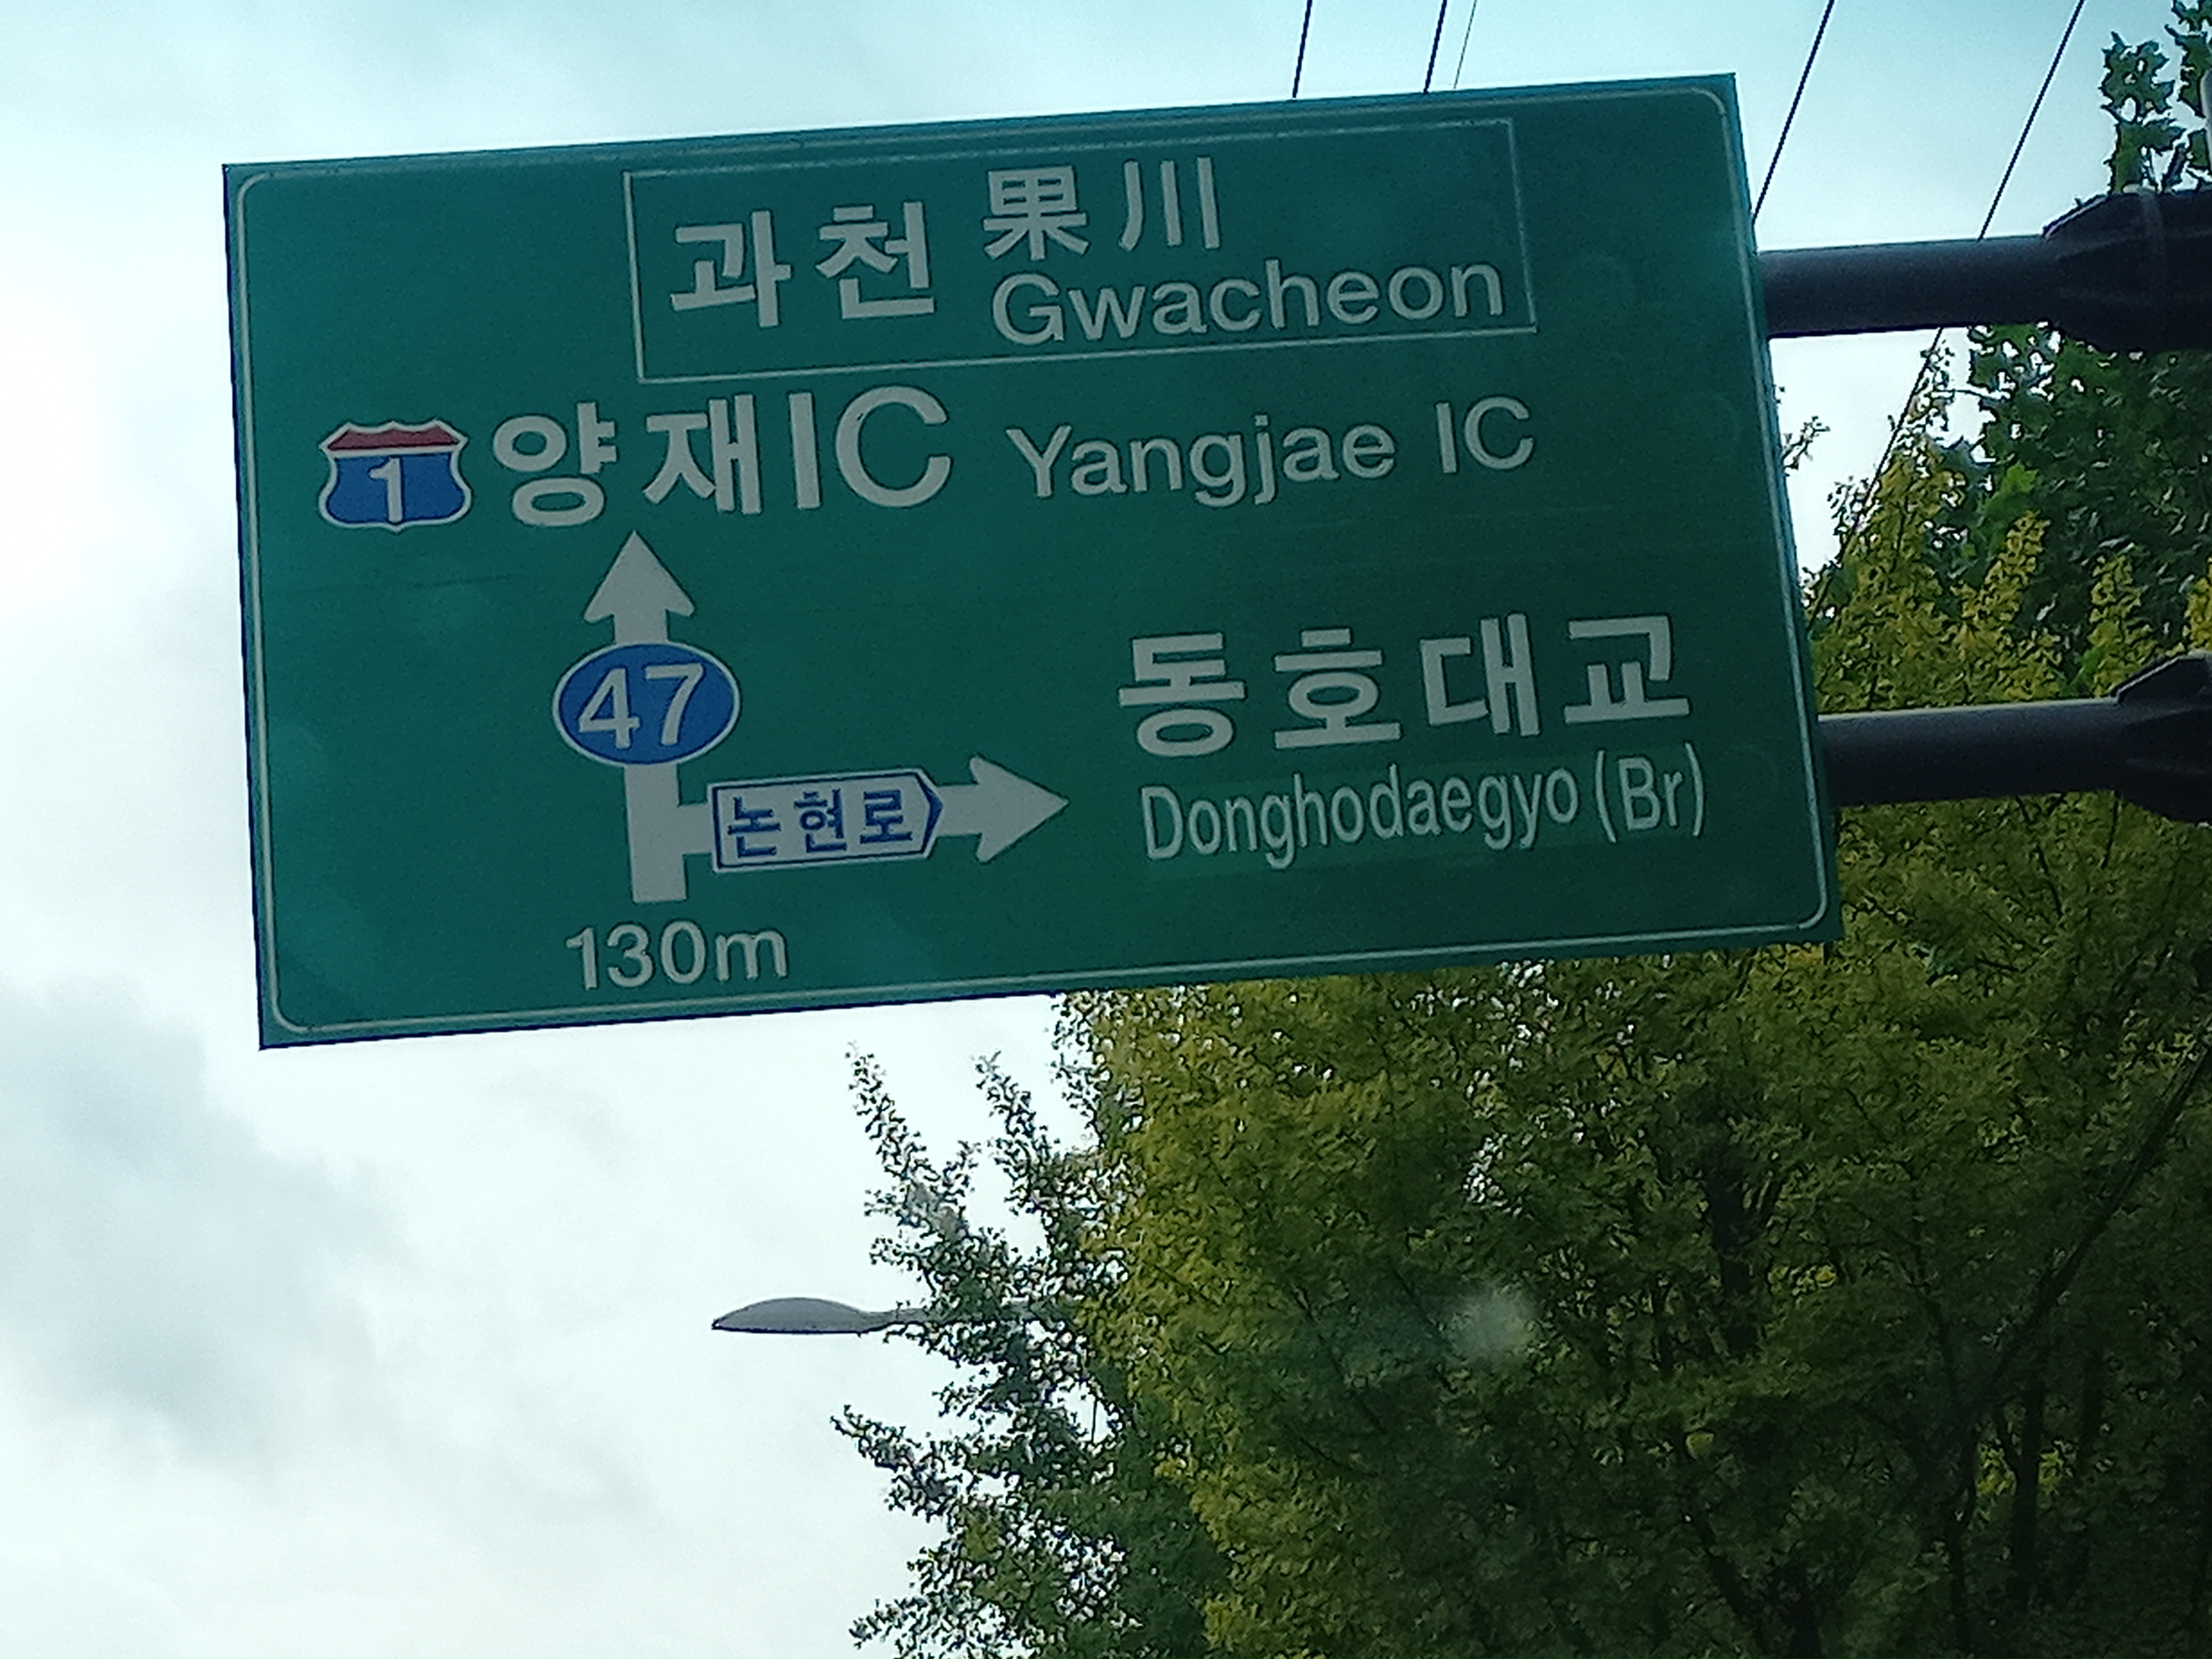 과천 果川
Gwacheon
1 양재IC Yangjae IC
47
동호대교
논현로
Donghodaegyo (Br)
130m